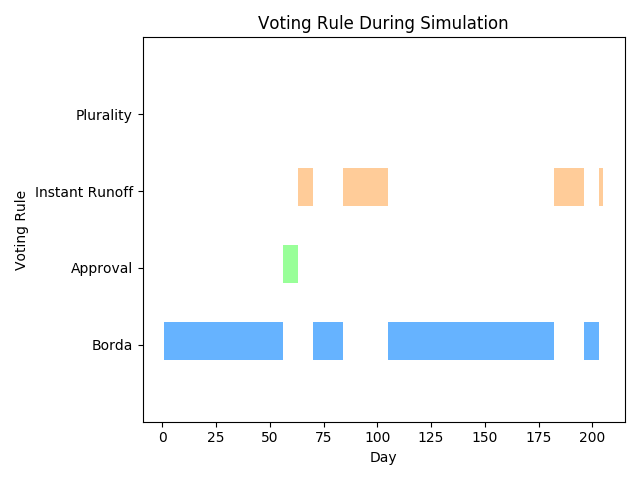 Voting Rule During Simulation
Voting Rule
Plurality
Instant Runoff
Approval
Borda
0 25 50 75 100 125 150 175 200
Day